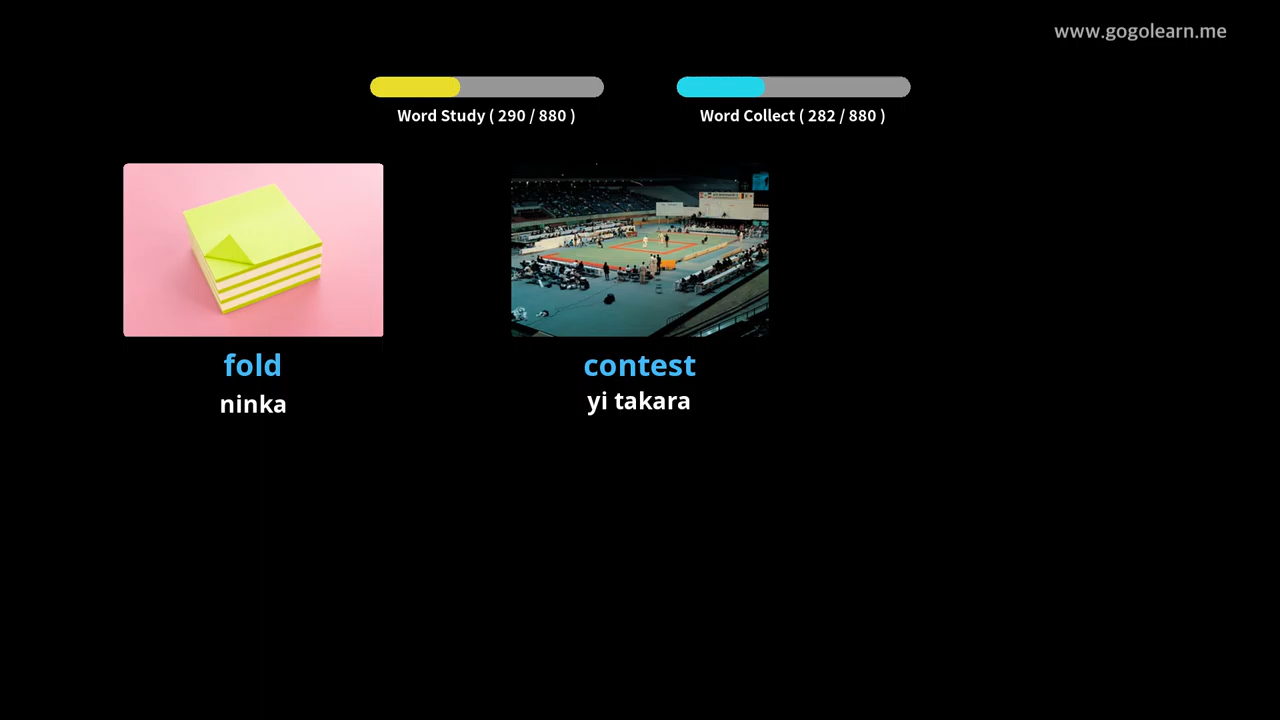 www.gogolearn.me
Word Study ( 290 / 880 )
Word Collect ( 282 / 880 )
fold
ninka
contest
yi takara